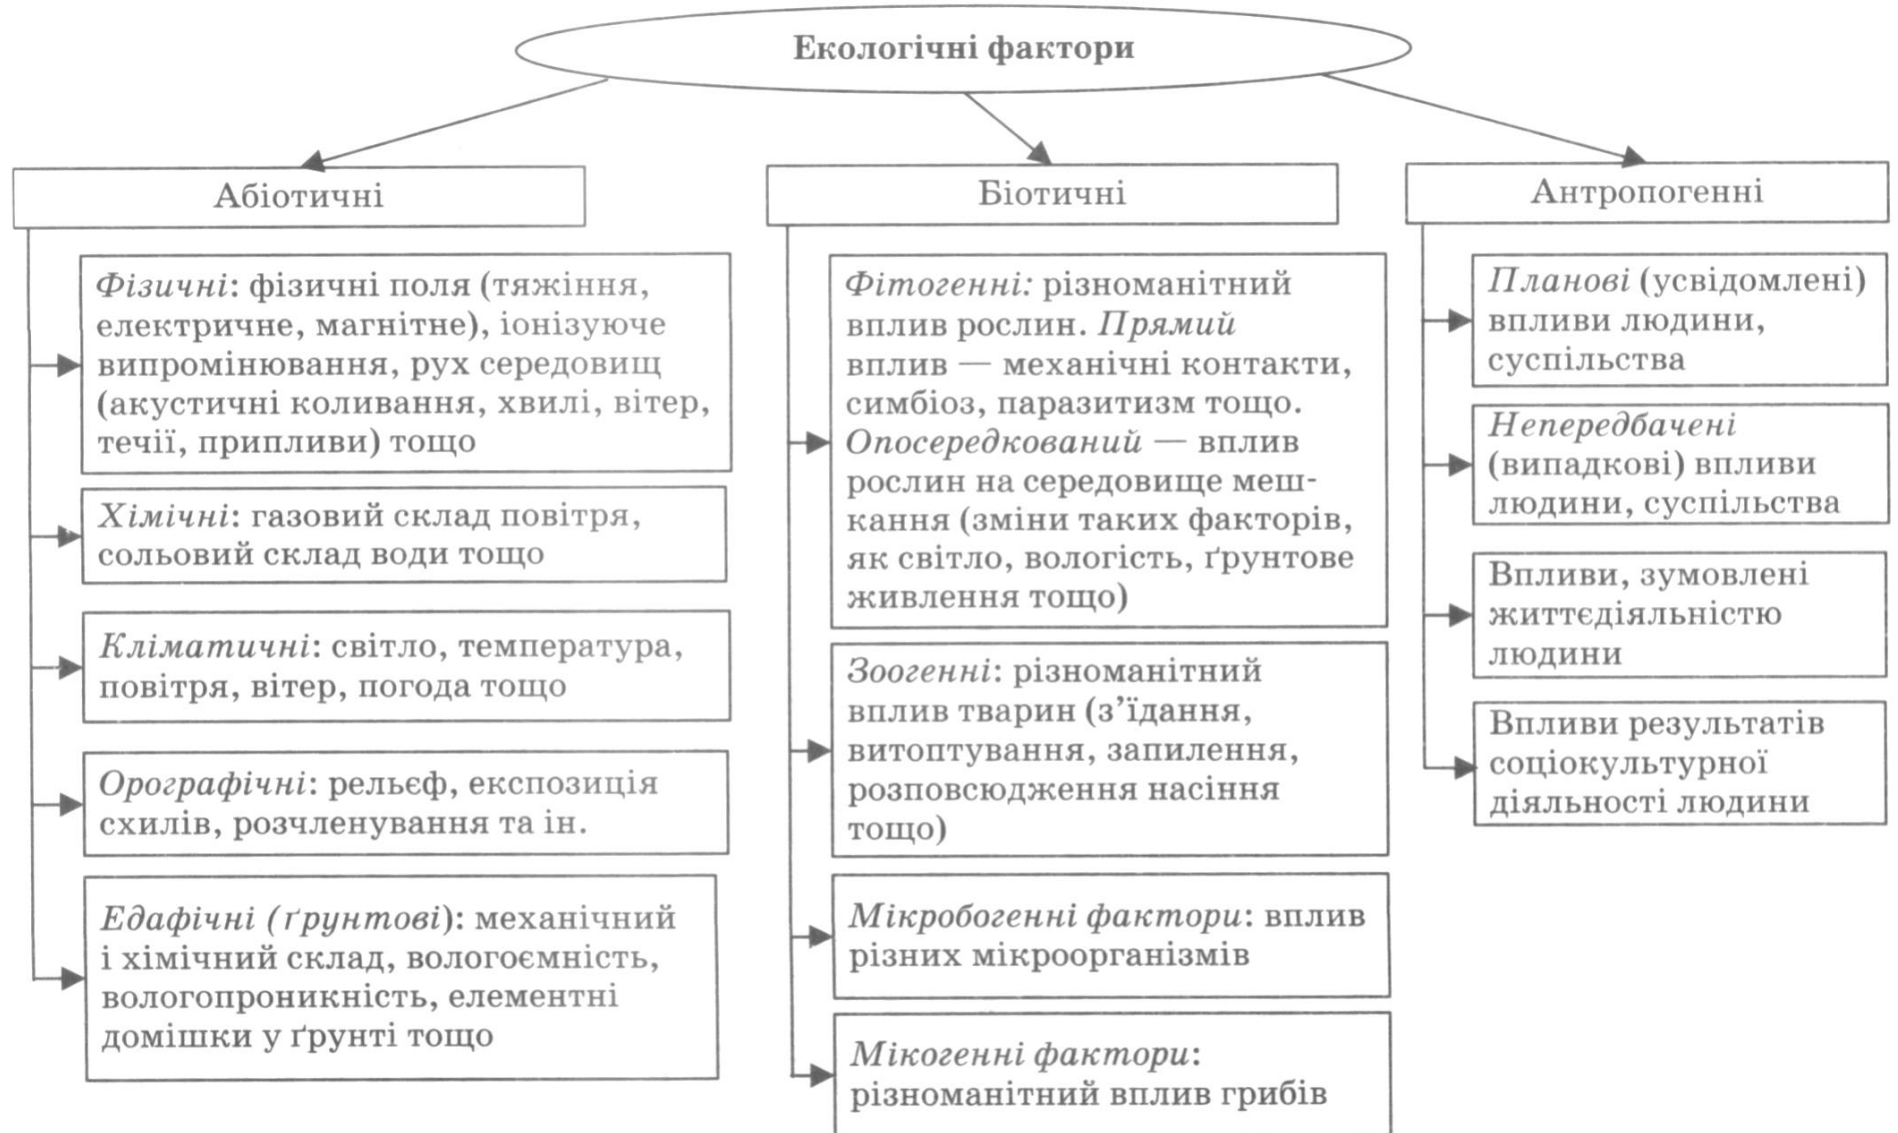 Екологічні фактори
Абіотичні
Фізичні: фізичні поля (тяжіння,
електричне, магнітне), іонізуюче
випромінювання, рух середовищ
(акустичні коливання, хвилі, вітер,
течії, припливи) тощо
Хімічні: газовий склад повітря,
сольовий склад води тощо
Кліматичні: світло, температура,
повітря, вітер, погода тощо
Орографічні: рельєф, експозиція
схилів, розчленування та ін.
Едафічні (ґрунтові): механічний
і хімічний склад, вологоємність,
вологопроникність, елементні
домішки у ґрунті тощо
Біотичні
Фітогенні: різноманітний
вплив рослин. Прямий
вплив — механічні контакти,
симбіоз, паразитизм тощо.
Опосередкований — вплив
рослин на середовище меш-
кання (зміни таких факторів,
як світло, вологість, ґрунтове
живлення тощо)
Зоогенні: різноманітний
вплив тварин (з’їдання,
витоптування, запилення,
розповсюдження насіння
тощо)
Мікробогенні фактори: вплив
різних мікроорганізмів
Мікогенні фактори:
різноманітний вплив грибів
Антропогенні
Планові (усвідомлені)
впливи людини,
суспільства
Непередбачені
(випадкові) впливи
людини, суспільства
Впливи, зумовлені
життєдіяльністю
людини
Впливи результатів
соціокультурної
діяльності людини